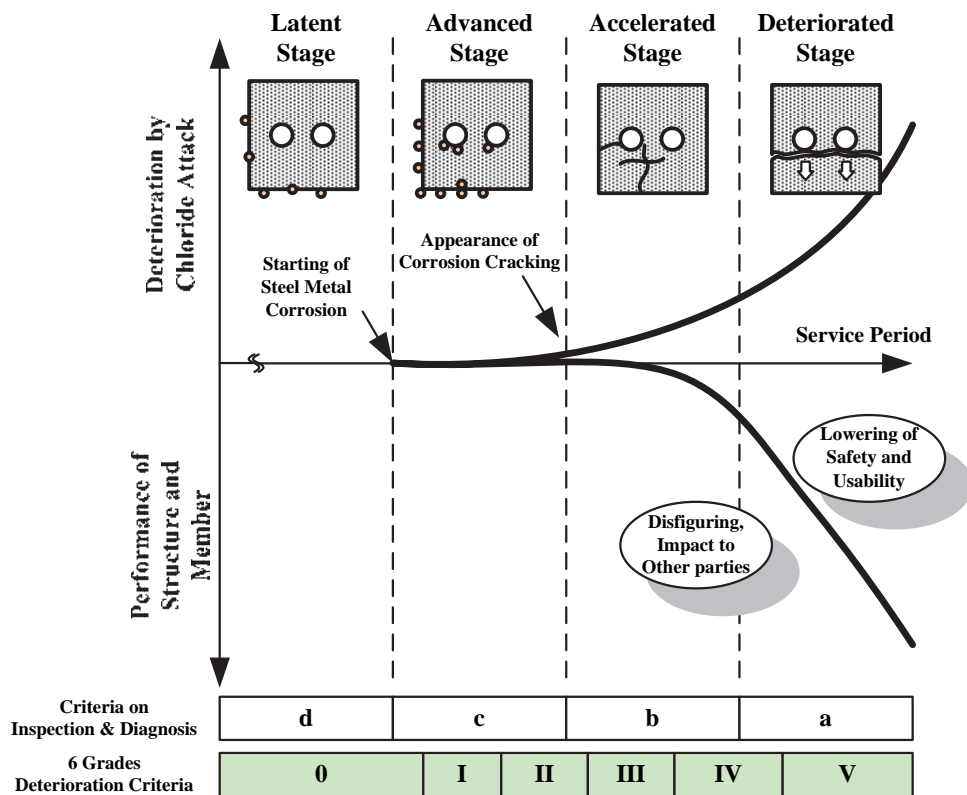 Latent
Stage
Advanced
Stage
Accelerated
Stage
Deteriorated
Stage
Deterioration by
Chloride Attack
Starting of
Steel Metal
Corrosion
Appearance of
Corrosion Cracking
Service Period
Performance of
Structure and
Member
Lowering of
Safety and
Usability
Disfiguring,
Impact to
Other parties
Criteria on
Inspection & Diagnosis
d
c
b
a
6 Grades
Deterioration Criteria
0
I
II
III
IV
V